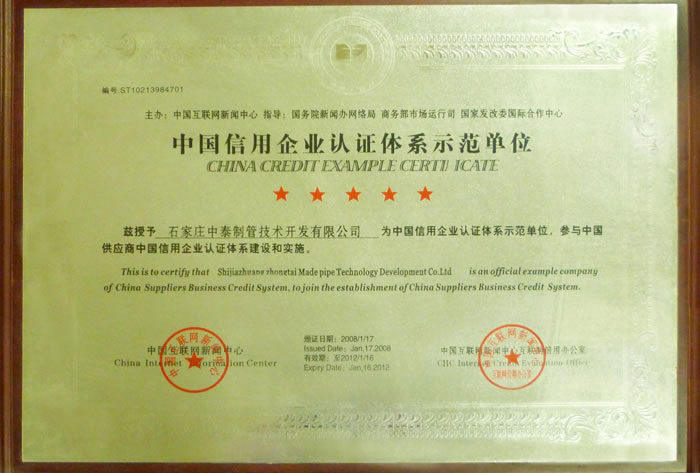 编号:ST10213984701
主办: 中国互联网新闻中心 指导: 国务院新闻办网络局 商务部市场运行司 国家发改委国际合作中心
中国信用企业认证体系示范单位
CHINA CREDIT EXAMPLE CERTU ICATE
兹授予 石家庄中泰制管技术开发有限公司 为中国信用企业认证体系示范单位, 参与中国
供应商中国信用企业认证体系建设和实施。
This is to certify that Shijiazhuang zhongtai Made pipe Technology Development Co.Ltd is an official example company
of China Suppliers Business Credit System, to join the establishment of China Suppliers Business Credit System.
中国互联网新闻中心
China Internet Information Center
颁证日期: 2008/1/17
Issued Date: Jan,17,2008
有效期: 至2012/1/16
Expiry Date: Jan,16,2012
中国互联网新闻中心互联网信用办公室
CIIC Internet Credit Evaluation Office